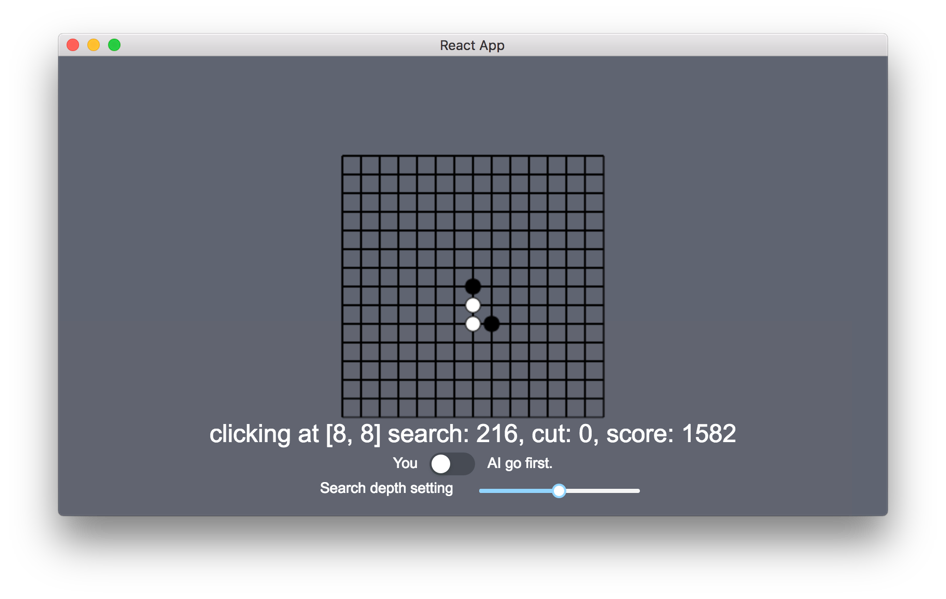 React App
clicking at [8, 8] search: 216, cut: 0, score: 1582
You AI go first.
Search depth setting